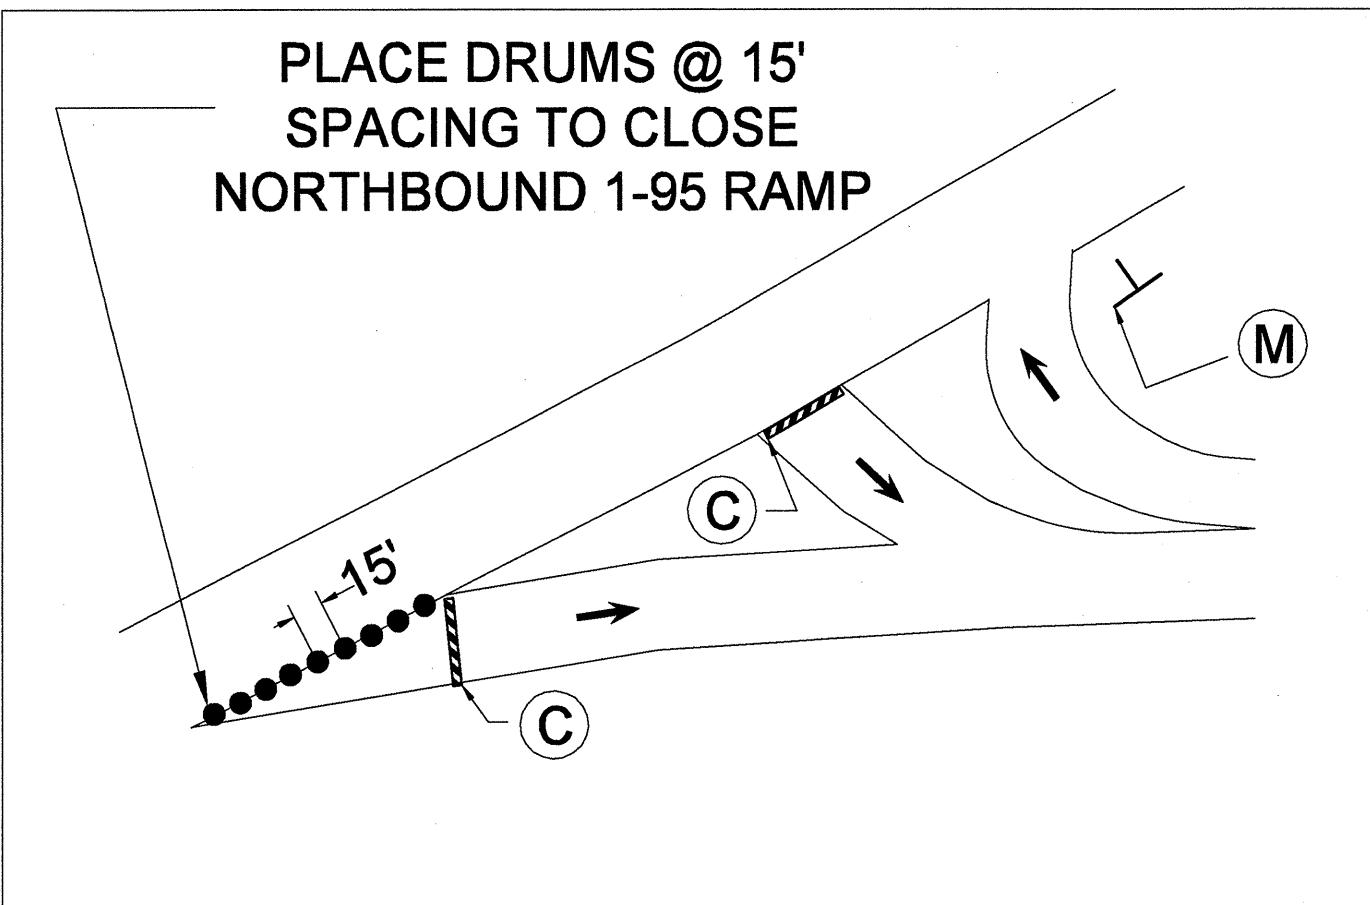 PLACE DRUMS @ 15'
SPACING TO CLOSE
NORTHBOUND 1-95 RAMP
M
C
15'
C